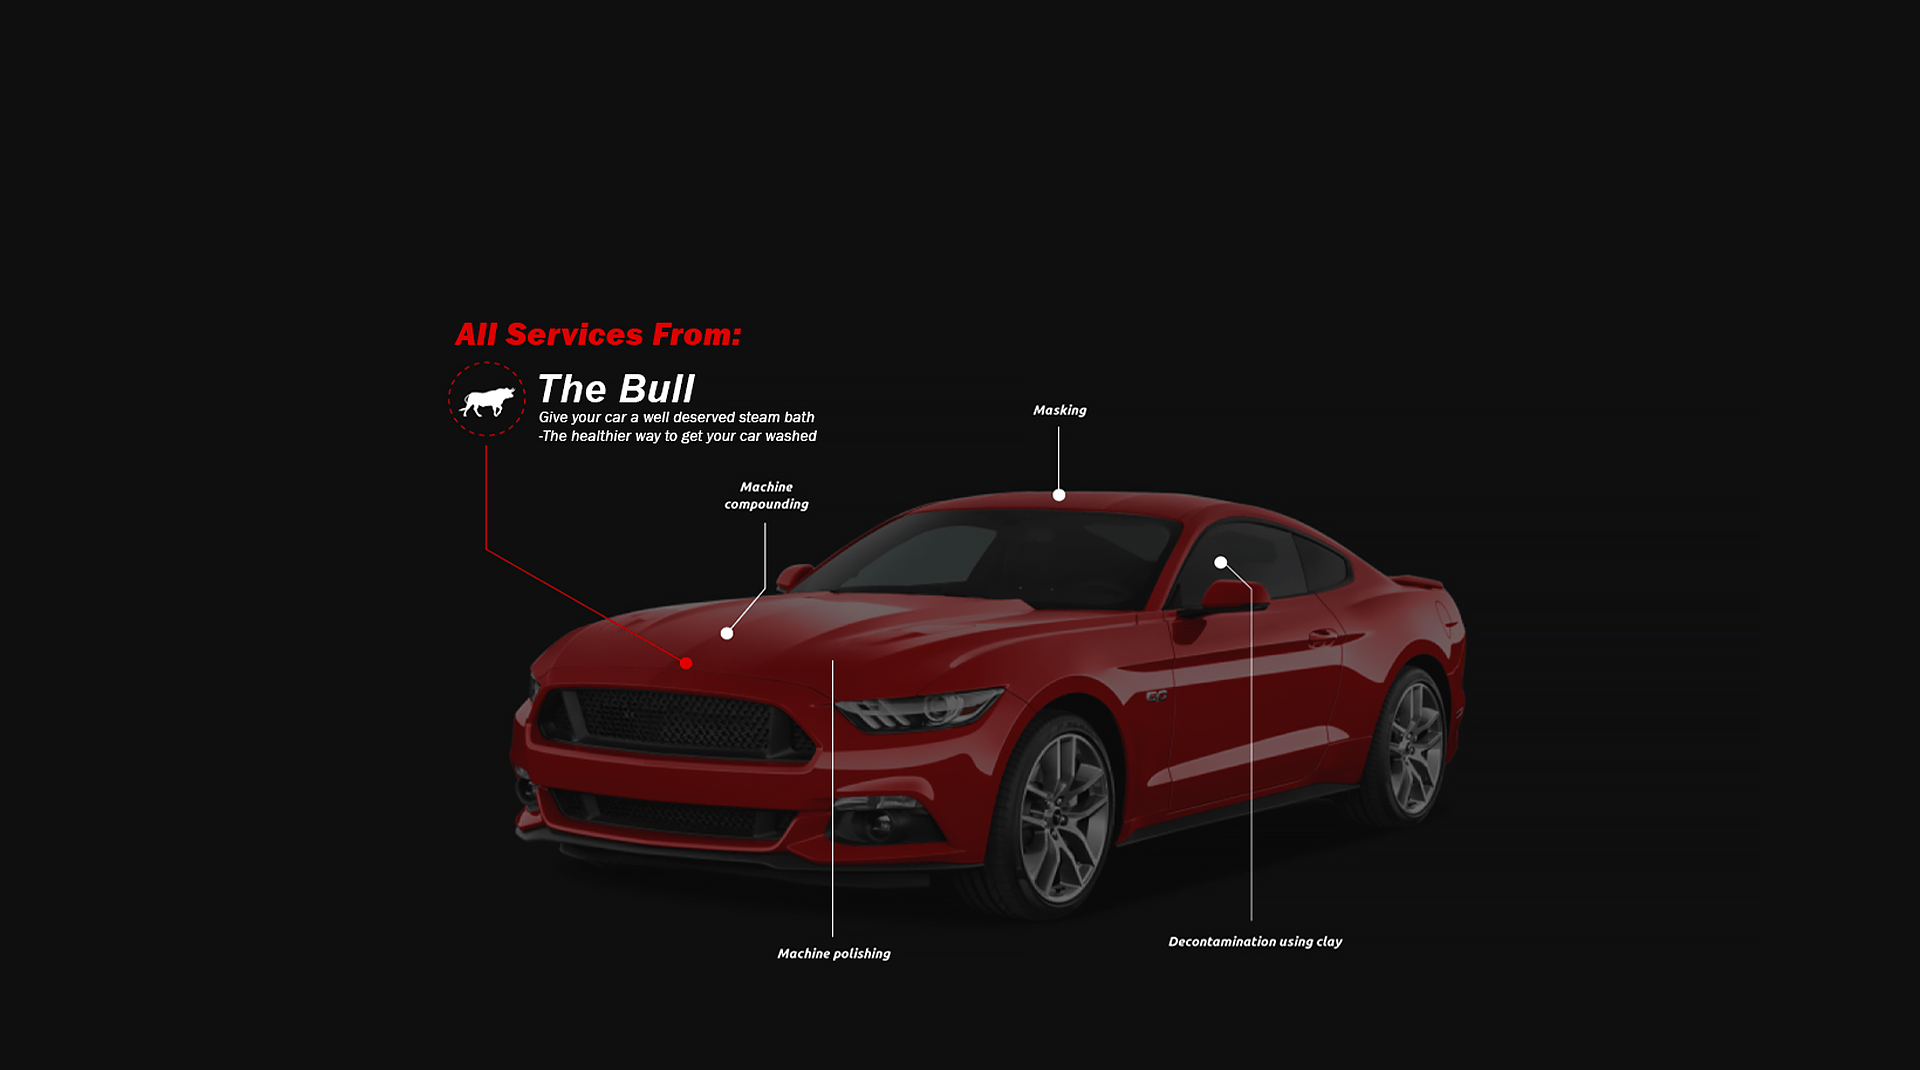 All Services From:
The Bull
Give your car a well deserved steam bath
-The healthier way to get your car washed
Masking
Machine
compounding
Machine polishing
Decontamination using clay